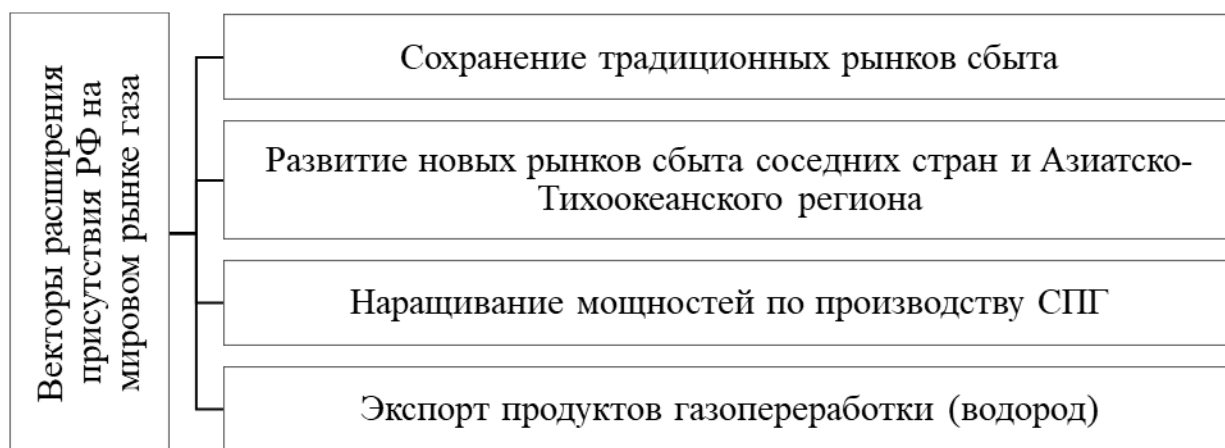 Векторы расширения
присутствия РФ на
мировом рынке газа
Сохранение традиционных рынков сбыта
Развитие новых рынков сбыта соседних стран и Азиатско-
Тихоокеанского региона
Наращивание мощностей по производству СПГ
Экспорт продуктов газопереработки (водород)